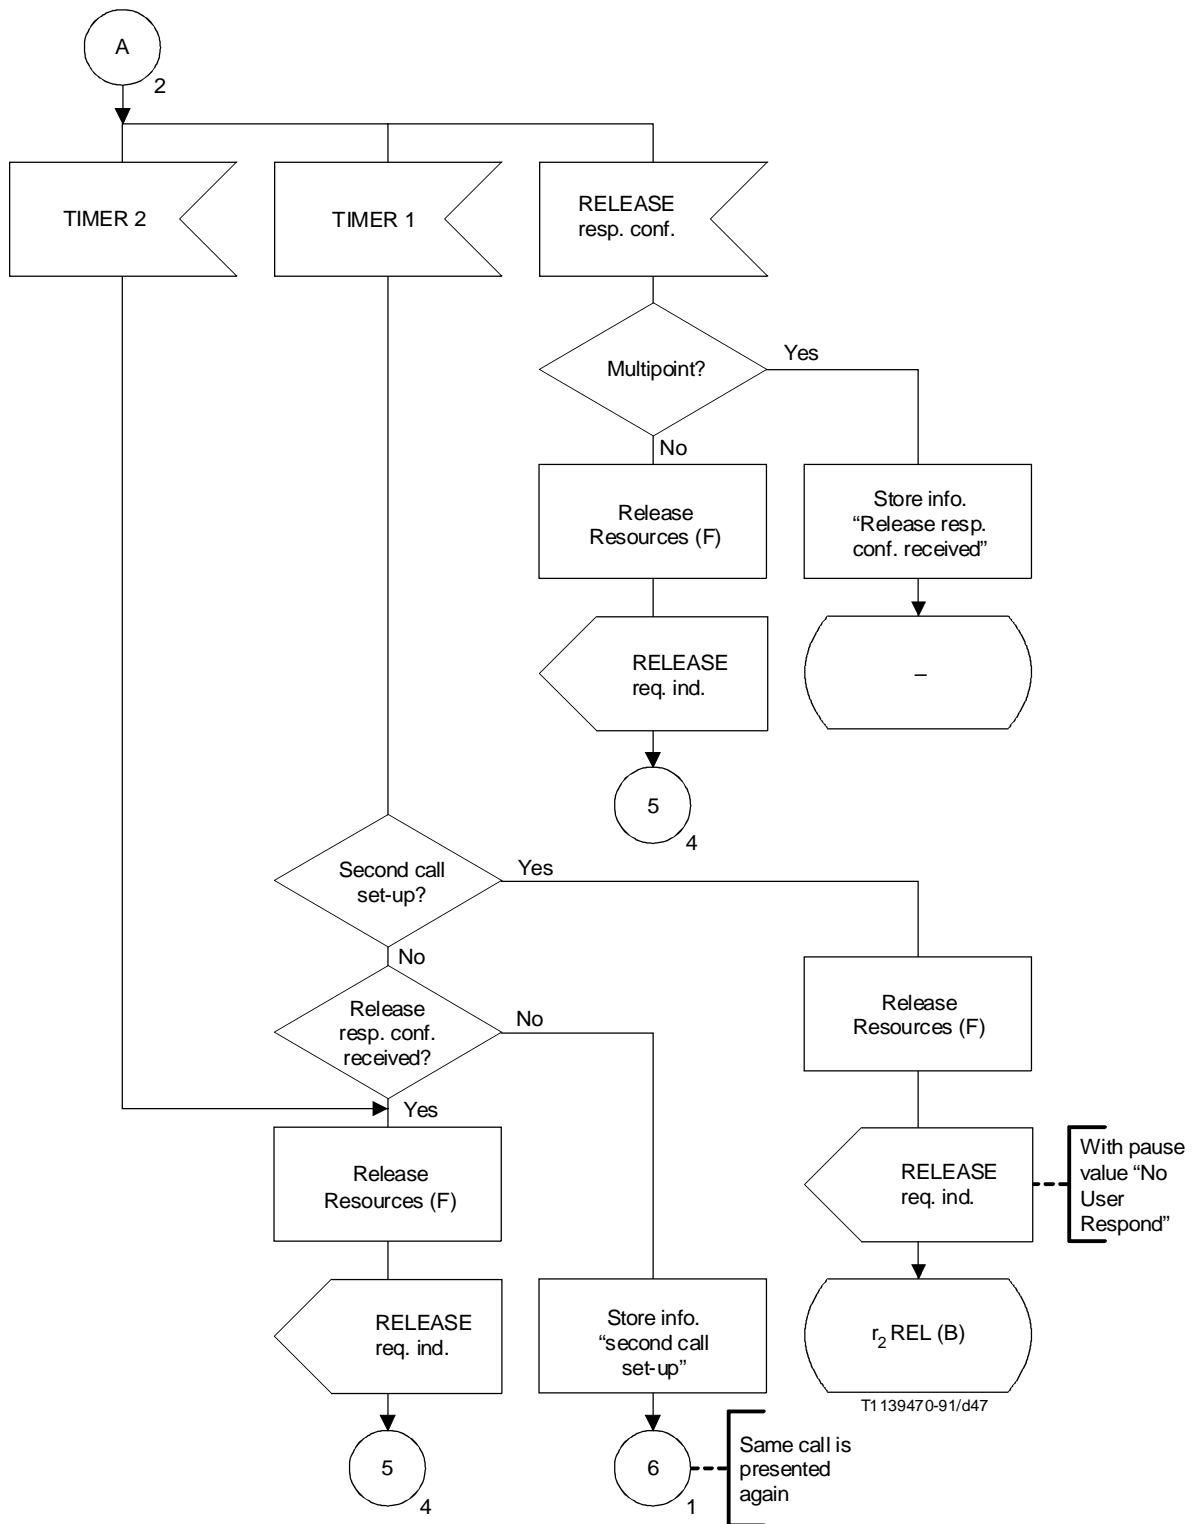 A
2
TIMER 2
TIMER 1
RELEASE
resp. conf.
Multipoint?
Yes
No
Release
Resources (F)
Store info.
“Release resp.
conf. received”
RELEASE
req. ind.
–
5
4
Second call
set-up?
Yes
No
Release
resp. conf.
received?
No
Yes
Release
Resources (F)
Release
Resources (F)
RELEASE
req. ind.
With pause
value “No
User
Respond”
RELEASE
req. ind.
Store info.
“second call
set-up”
r2 REL (B)
T1139470-91/d47
5
4
6
1
Same call is
presented
again